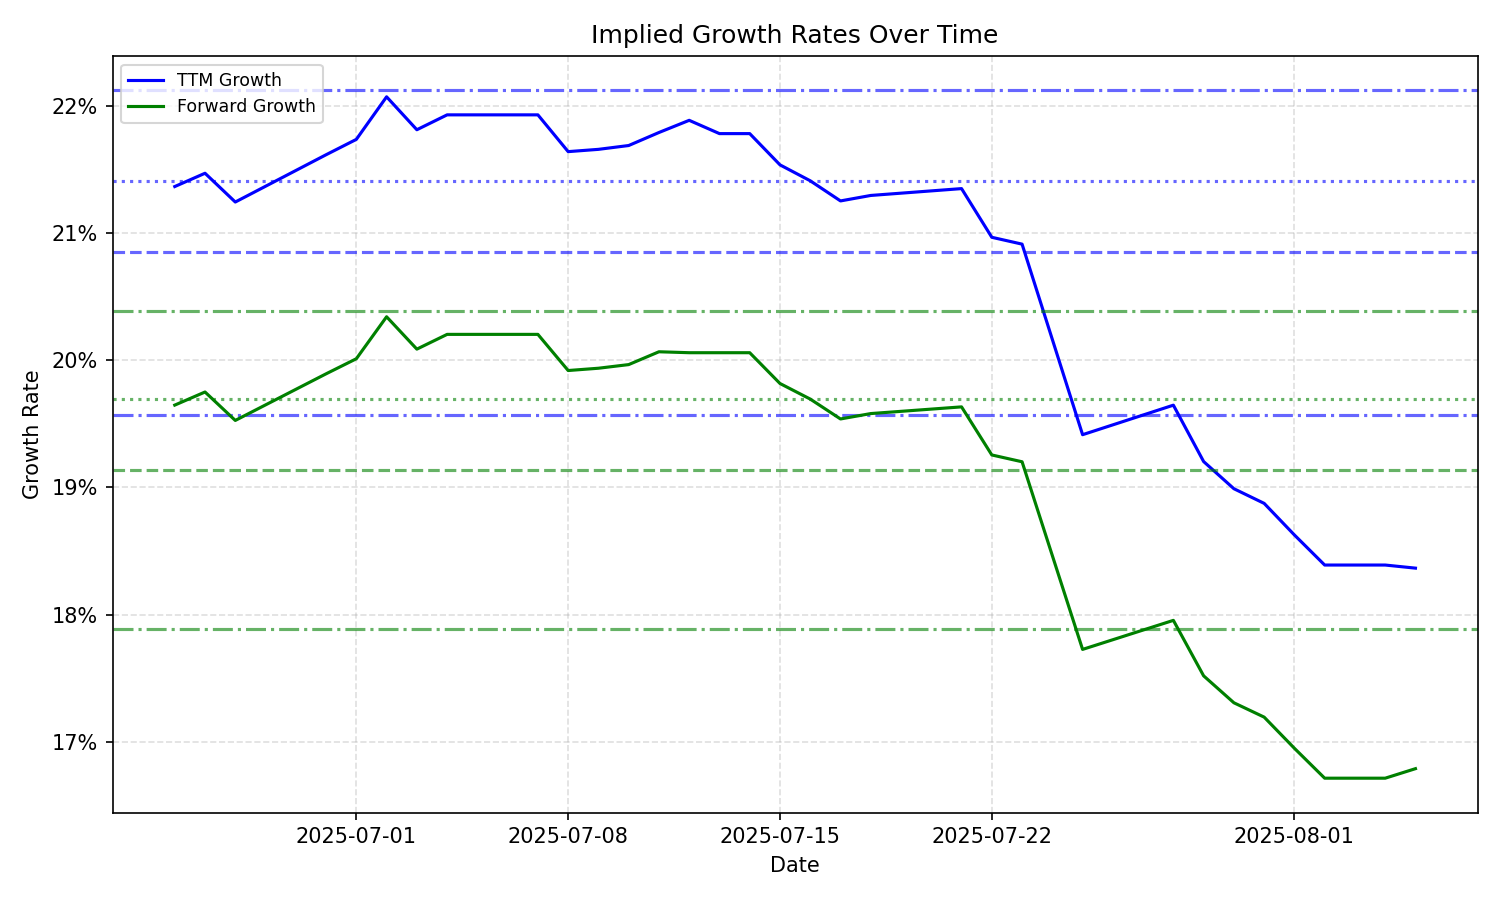 Implied Growth Rates Over Time
TTM Growth
Forward Growth
22%
21%
20%
19%
18%
17%
Growth Rate
2025-07-01
2025-07-08
2025-07-15
2025-07-22
2025-08-01
Date